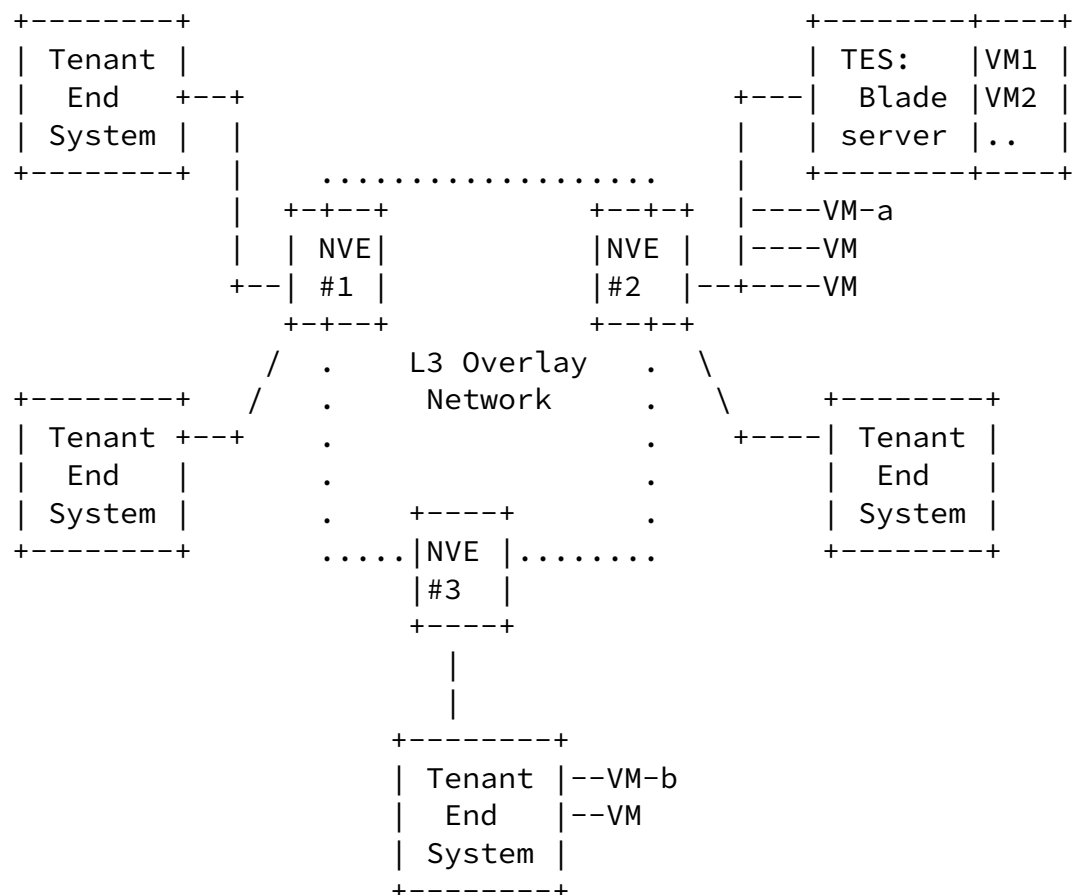 Tenant
End
System
TES:
Blade
server
VM1
VM2
..
VM-a
VM
VM
NVE
#1
NVE
#2
L3 Overlay
Network
Tenant
End
System
Tenant
End
System
NVE
#3
Tenant
End
System
--VM-b
--VM